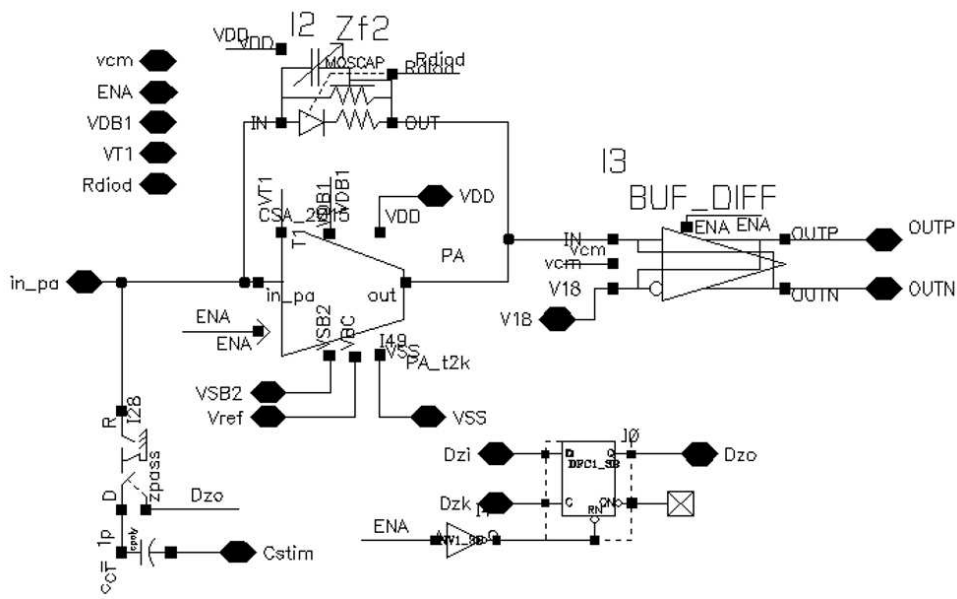 I2
Zf2
VDD
VDD
MOSCAP
Rdiod
Rdiod
vcm
ENA
VDB1
VT1
Rdiod
IN
OUT
VT1
CSA_2015
VDB1
VDB1
T1
VDD
VDD
PA
I3
BUF_DIFF
ENA
ENA
IN
vcm
vcm
V18
V18
OUTP
OUTP
OUTN
OUTN
in_pa
in_pa
out
ENA
ENA
VSB2
VBC
I49
VSS
PA_t2k
VSB2
Vref
VSS
R
I28
zpass
D
Dzo
1p
cpoly
Cstim
Dzi
D
Q
I0
DFC1_5B
Dzo
Dzk
C
QN
RN
ENA